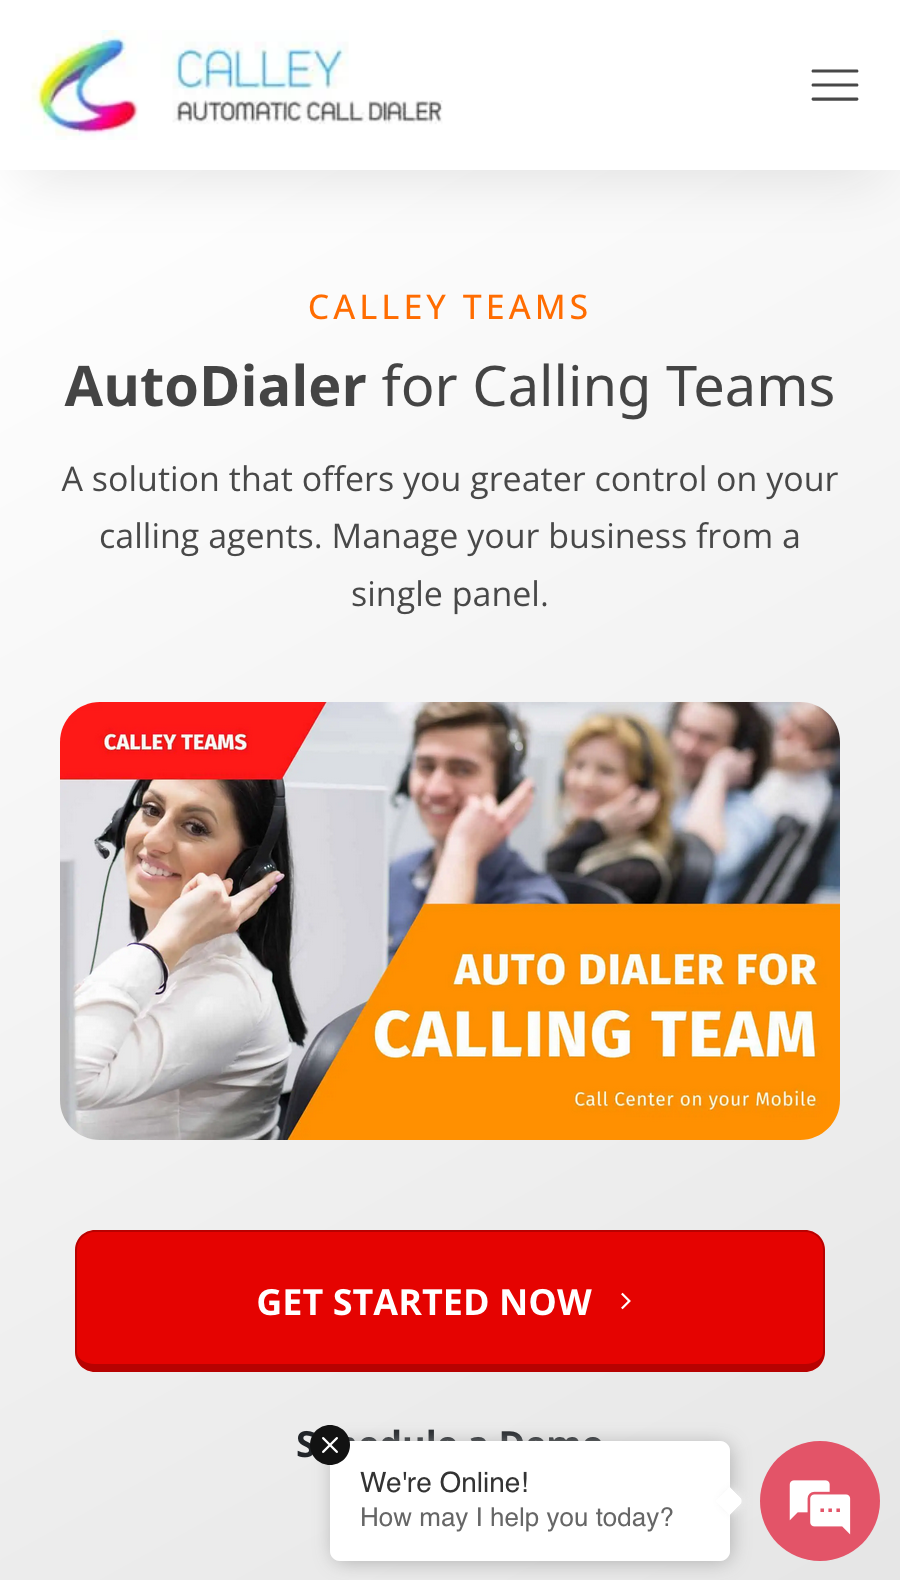 CALLEY
AUTOMATIC CALL DIALER
CALLEY TEAMS
AutoDialer for Calling Teams
A solution that offers you greater control on your
calling agents. Manage your business from a
single panel.
CALLEY TEAMS
AUTO DIALER FOR
CALLING TEAM
Call Center on your Mobile
GET STARTED NOW
Schedule a Demo
We're Online!
How may I help you today?